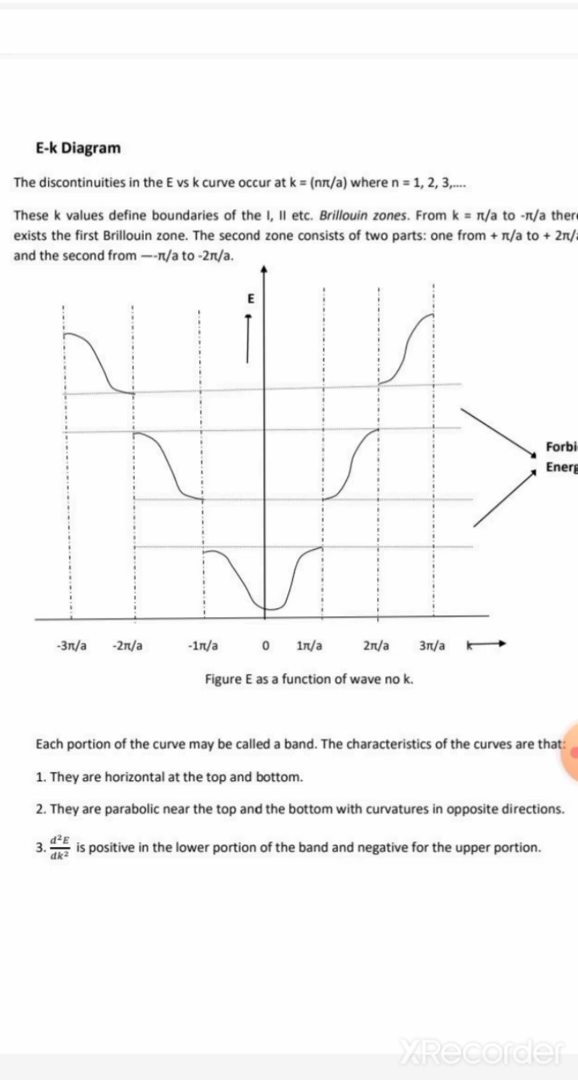 E-k Diagram
The discontinuities in the E vs k curve occur at k = (nπ/a) where n = 1, 2, 3,....
These k values define boundaries of the I, II etc. Brillouin zones. From k = π/a to -π/a ther
exists the first Brillouin zone. The second zone consists of two parts: one from + π/a to + 2π/
and the second from —-π/a to -2π/a.
E
Forbi
Energ
-3π/a -2π/a -1π/a 0 1π/a 2π/a 3π/a k
Figure E as a function of wave no k.
Each portion of the curve may be called a band. The characteristics of the curves are that:
1. They are horizontal at the top and bottom.
2. They are parabolic near the top and the bottom with curvatures in opposite directions.
3. d²E/dk² is positive in the lower portion of the band and negative for the upper portion.
XRecorder